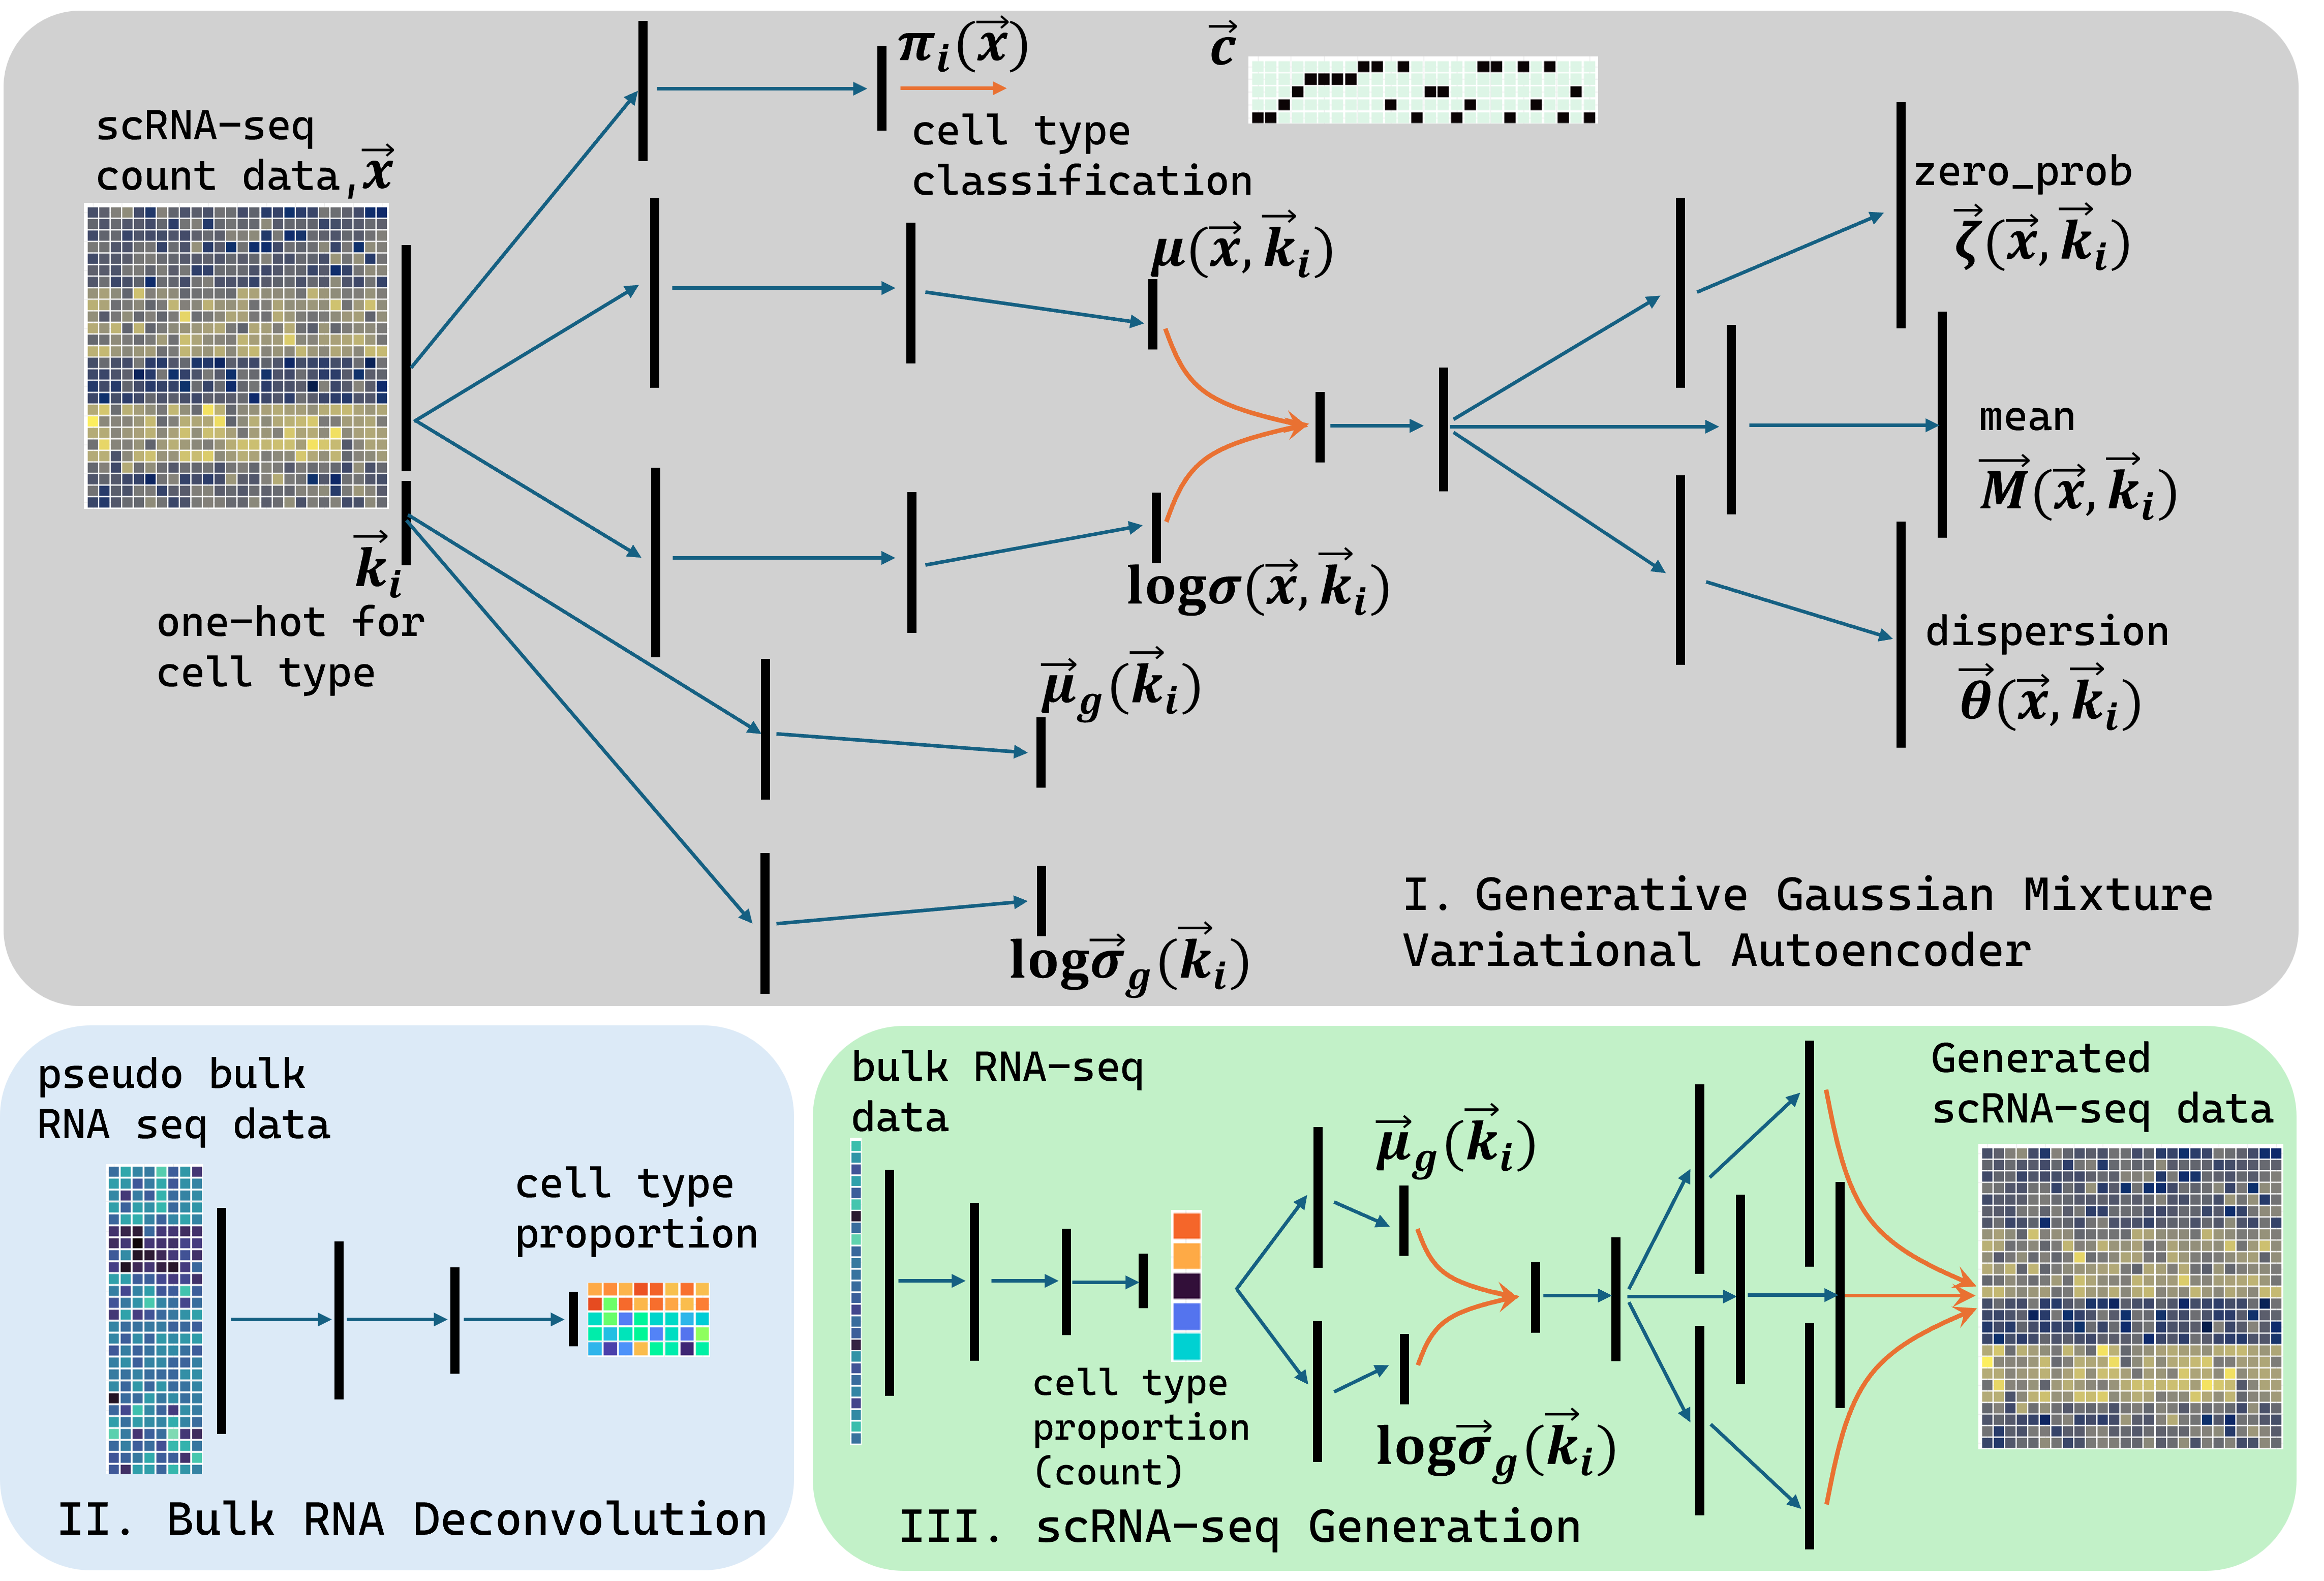 scRNA-seq
count data, $\vec{x}$
$\vec{k}_i$
one-hot for
cell type
$\pi_i(\vec{x})$
cell type
classification
$\vec{c}$
$\mu(\vec{x}, \vec{k}_i)$
$\log\sigma(\vec{x}, \vec{k}_i)$
$\vec{\mu}_g(\vec{k}_i)$
$\log\vec{\sigma}_g(\vec{k}_i)$
zero_prob
$\vec{\zeta}(\vec{x}, \vec{k}_i)$
mean
$\vec{M}(\vec{x}, \vec{k}_i)$
dispersion
$\vec{\theta}(\vec{x}, \vec{k}_i)$
I. Generative Gaussian Mixture
Variational Autoencoder
pseudo bulk
RNA seq data
cell type
proportion
II. Bulk RNA Deconvolution
bulk RNA-seq
data
cell type
proportion
(count)
$\vec{\mu}_g(\vec{k}_i)$
$\log\vec{\sigma}_g(\vec{k}_i)$
Generated
scRNA-seq data
III. scRNA-seq Generation